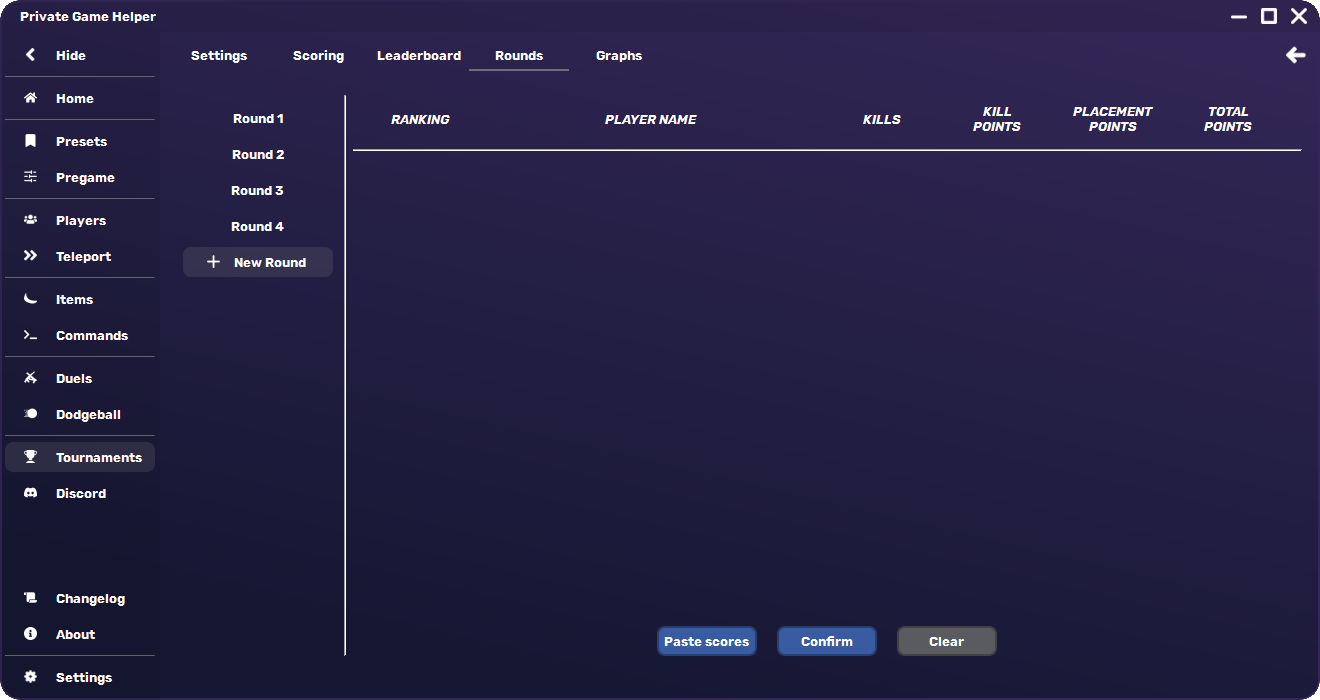 Private Game Helper
Hide
Home
Presets
Pregame
Players
Teleport
Items
Commands
Duels
Dodgeball
Tournaments
Discord
Changelog
About
Settings
Settings
Scoring
Leaderboard
Rounds
Graphs
Round 1
Round 2
Round 3
Round 4
New Round
RANKING
PLAYER NAME
KILLS
KILL
POINTS
PLACEMENT
POINTS
TOTAL
POINTS
Paste scores
Confirm
Clear